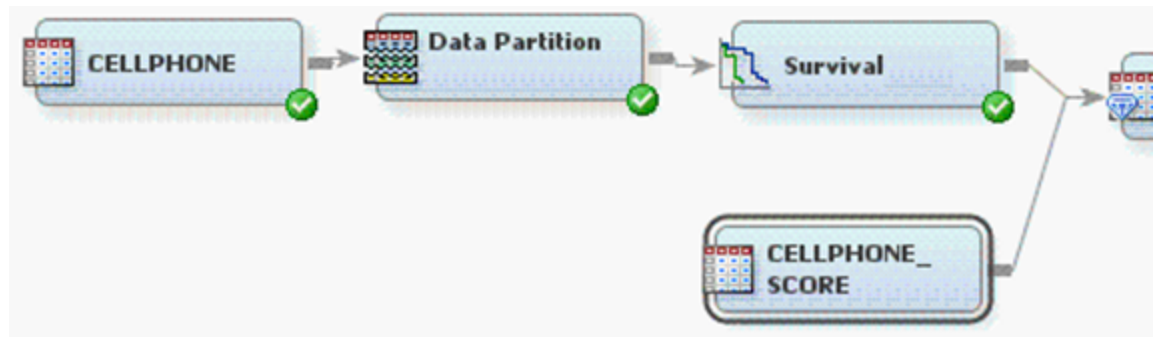 CELLPHONE
Data Partition
Survival
CELLPHONE_
SCORE